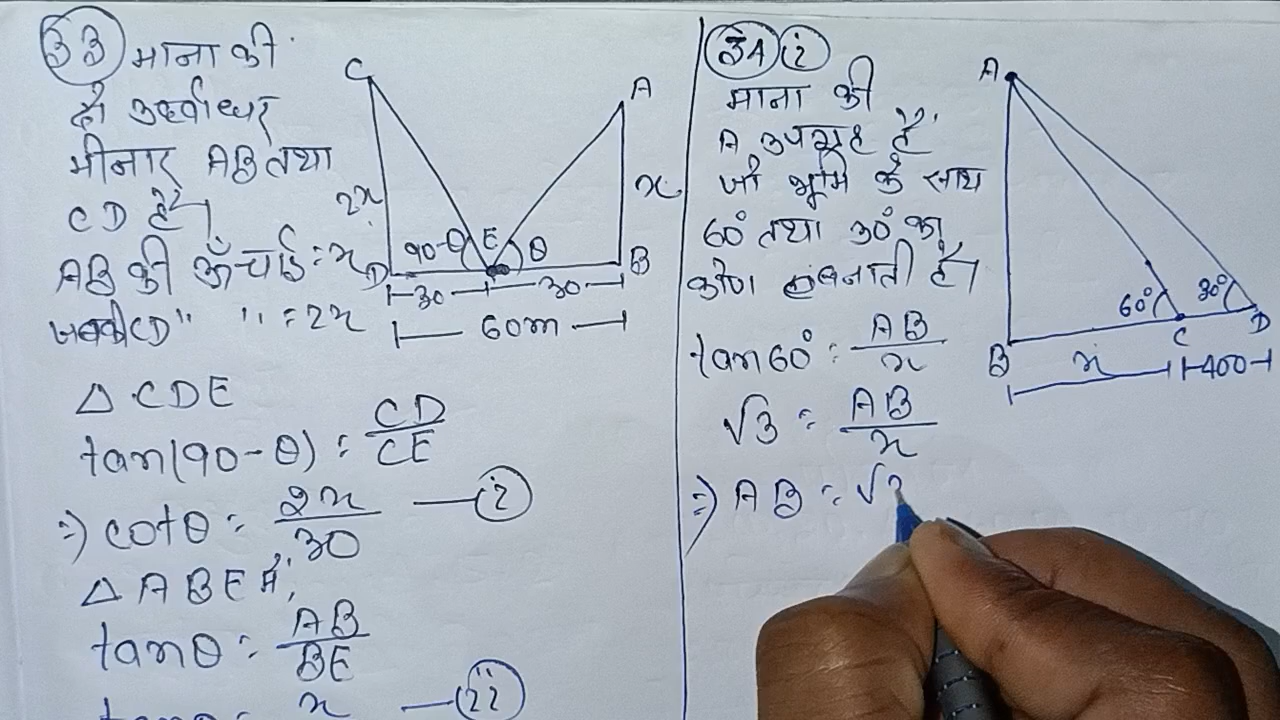 33 माना की
दो उर्ध्वाधर
मीनार AB तथा
CD है।
AB की ऊँचाई = x
CD " " = 2x
C
A
2x
x
90-θ E θ
D
B
30 30
60m
△ CDE
tan(90-θ) = CD/CE
⇒ cotθ = 2x/30 —(i)
△ ABE में,
tanθ = AB/BE
x —(ii)
34 (i)
माना की
A उपग्रह है
जो भूमि के साथ
60° तथा 30° का
कोण बनाती है।
A
60° 30°
B C D
x 400
tan60° = AB/x
√3 = AB/x
⇒ AB = √3